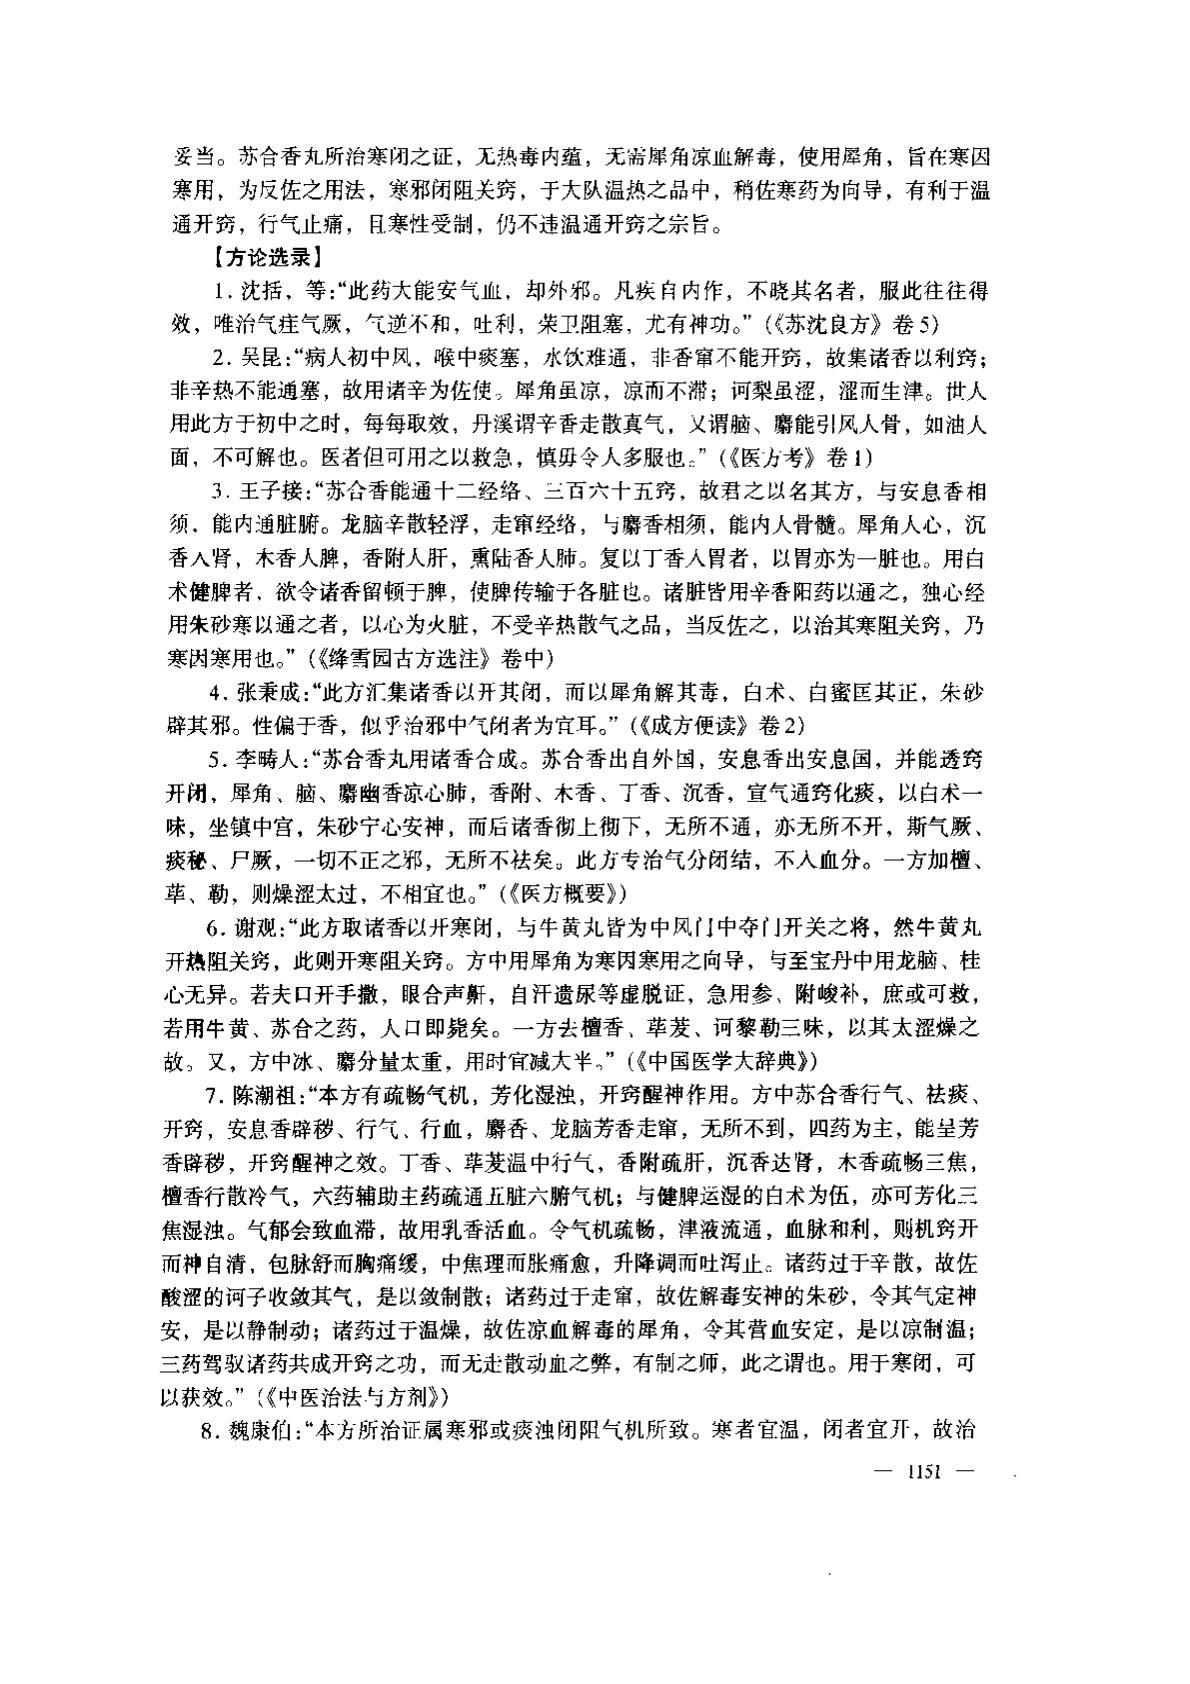 妥当。苏合香丸所治寒闭之证，无热毒内蕴，无需犀角凉血解毒，使用犀角，旨在寒因
寒用，为反佐之用法，寒邪闭阻关窍，于大队温热之品中，稍佐寒药为向导，有利于温
通开窍，行气止痛，且寒性受制，仍不违温通开窍之宗旨。
【方论选录】
1. 沈括，等：“此药大能安气血，却外邪。凡疾自内作，不晓其名者，服此往往得
效，唯治气疰气厥，气逆不和，吐利，荣卫阻塞，尤有神功。”（《苏沈良方》卷5）
2. 吴昆：“病人初中风，喉中痰塞，水饮难通，非香窜不能开窍，故集诸香以利窍；
非辛热不能通塞，故用诸辛为佐使。犀角虽凉，凉而不滞；诃梨虽涩，涩而生津。世人
用此方于初中之时，每每取效，丹溪谓辛香走散真气，又谓脑、麝能引风人骨，如油人
面，不可解也。医者但可用之以救急，慎毋令人多服也。”（《医方考》卷1）
3. 王子接：“苏合香能通十二经络、三百六十五窍，故君之以名其方，与安息香相
须，能内通脏腑。龙脑辛散轻浮，走窜经络，与麝香相须，能内人骨髓。犀角人心，沉
香入肾，木香人脾，香附人肝，熏陆香人肺。复以丁香入胃者，以胃亦为一脏也。用白
术健脾者，欲令诸香留顿于脾，使脾传输于各脏也。诸脏皆用辛香阳药以通之，独心经
用朱砂寒以通之者，以心为火脏，不受辛热散气之品，当反佐之，以治其寒阻关窍，乃
寒因寒用也。”（《绛雪园古方选注》卷中）
4. 张秉成：“此方汇集诸香以开其闭，而以犀角解其毒，白术、白蜜匡其正，朱砂
辟其邪。性偏于香，似乎治邪中气闭者为宜耳。”（《成方便读》卷2）
5. 李畴人：“苏合香丸用诸香合成。苏合香出自外国，安息香出安息国，并能透窍
开闭，犀角、脑、麝幽香凉心肺，香附、木香、丁香、沉香，宣气通窍化痰，以白术一
味，坐镇中宫，朱砂宁心安神，而后诸香彻上彻下，无所不通，亦无所不开，斯气厥、
痰秘、尸厥，一切不正之邪，无所不祛矣。此方专治气分闭结，不入血分。一方加檀、
荜、勒，则燥涩太过，不相宜也。”（《医方概要》）
6. 谢观：“此方取诸香以开寒闭，与牛黄丸皆为中风门中夺门开关之将，然牛黄丸
开热阻关窍，此则开寒阻关窍。方中用犀角为寒因寒用之向导，与至宝丹中用龙脑、桂
心无异。若夫口开手撒，眼合声鼾，自汗遗尿等虚脱证，急用参、附峻补，庶或可救，
若用牛黄、苏合之药，人口即毙矣。一方去檀香、荜茇、诃黎勒三味，以其太涩燥之
故。又，方中冰、麝分量太重，用时宜减大半。”（《中国医学大辞典》）
7. 陈潮祖：“本方有疏畅气机，芳化湿浊，开窍醒神作用。方中苏合香行气、祛痰、
开窍，安息香辟秽、行气、行血，麝香、龙脑芳香走窜，无所不到，四药为主，能呈芳
香辟秽，开窍醒神之效。丁香、荜茇温中行气，香附疏肝，沉香达肾，木香疏畅三焦，
檀香行散冷气，六药辅助主药疏通五脏六腑气机；与健脾运湿的白术为伍，亦可芳化三
焦湿浊。气郁会致血滞，故用乳香活血。令气机疏畅，津液流通，血脉和利，则机窍开
而神自清，包脉舒而胸痛缓，中焦理而胀痛愈，升降调而吐泻止。诸药过于辛散，故佐
酸涩的诃子收敛其气，是以敛制散；诸药过于走窜，故佐解毒安神的朱砂，令其气定神
安，是以静制动；诸药过于温燥，故佐凉血解毒的犀角，令其营血安定，是以凉制温；
三药驾驭诸药共成开窍之功，而无走散动血之弊，有制之师，此之谓也。用于寒闭，可
以获效。”（《中医治法与方剂》）
8. 魏康伯：“本方所治证属寒邪或痰浊闭阻气机所致。寒者宜温，闭者宜开，故治
— 1151 —